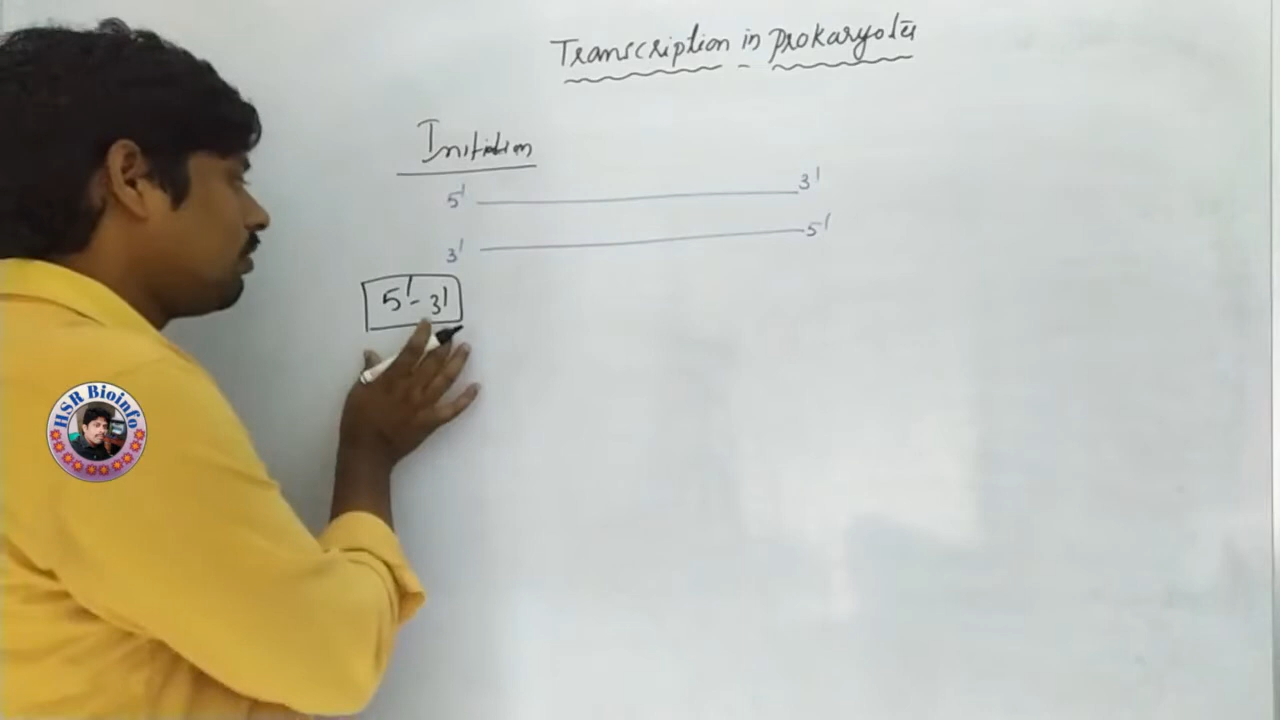 Transcription in prokaryotes
Initiation
5' 3'
3' 5'
5'-3'
HSR Bioinfo